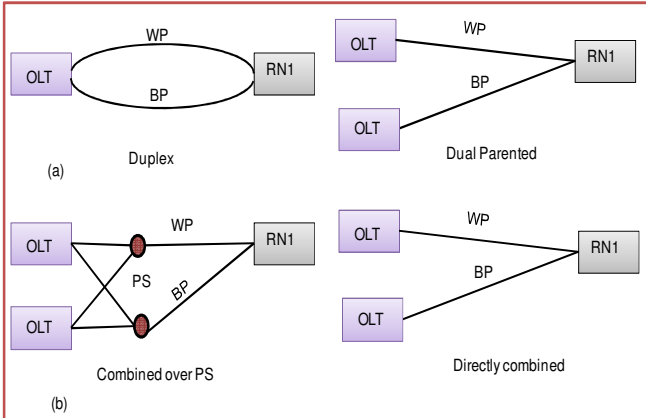 WP
OLT
RN1
BP
Duplex
(a)
OLT
WP
RN1
BP
OLT
Dual Parented
OLT
WP
RN1
PS
BP
OLT
Combined over PS
(b)
WP
OLT
RN1
BP
OLT
Directly combined